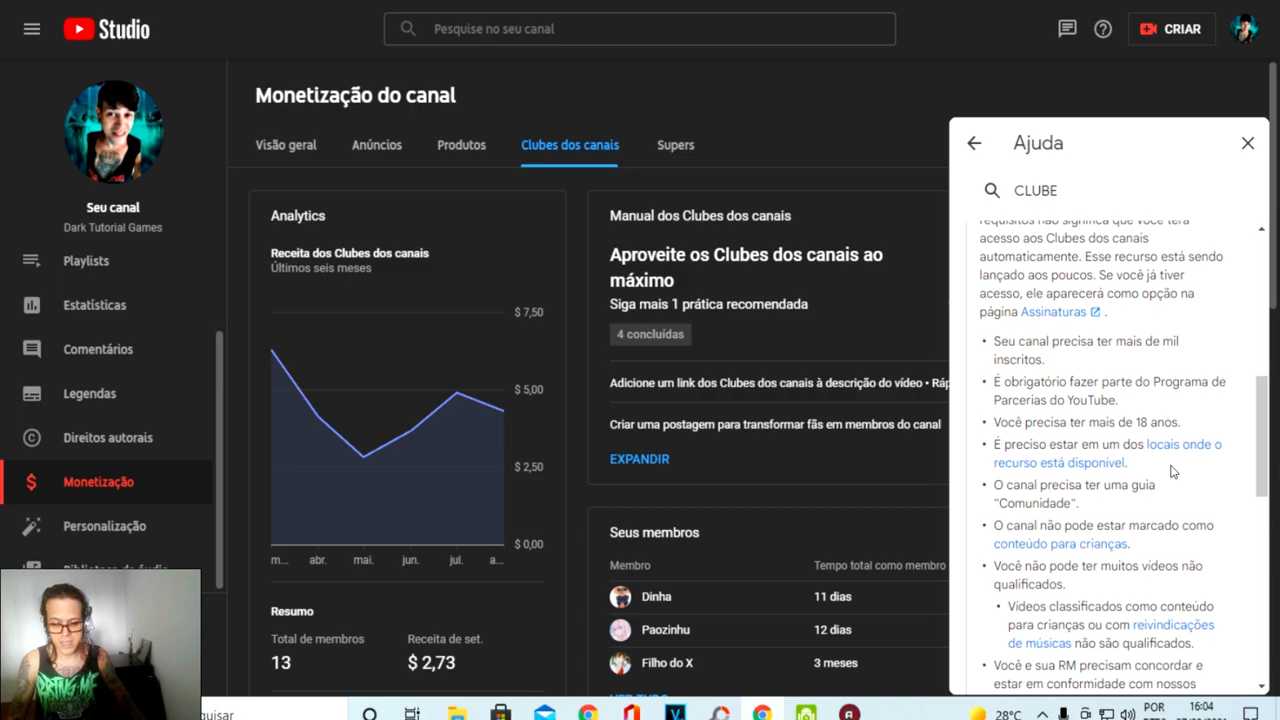 Studio
Pesquise no seu canal
CRIAR
Seu canal
Dark Tutorial Games
Playlists
Estatísticas
Comentários
Legendas
Direitos autorais
Monetização
Personalização
Monetização do canal
Visão geral
Anúncios
Produtos
Clubes dos canais
Supers
Analytics
Receita dos Clubes dos canais
Últimos seis meses
$ 7,50
$ 5,00
$ 2,50
$ 0,00
m... abr. mai. jun. jul. a...
Resumo
Total de membros
13
Receita de set.
$ 2,73
Manual dos Clubes dos canais
Aproveite os Clubes dos canais ao
máximo
Siga mais 1 prática recomendada
4 concluídas
Adicione um link dos Clubes dos canais à descrição do vídeo • Ráp
Criar uma postagem para transformar fãs em membros do canal
EXPANDIR
Seus membros
Membro Tempo total como membro
Dinha 11 dias
Paozinhu 12 dias
Filho do X 3 meses
Ajuda
CLUBE
requisitos não significa que você terá
acesso aos Clubes dos canais
automaticamente. Esse recurso está sendo
lançado aos poucos. Se você já tiver
acesso, ele aparecerá como opção na
página Assinaturas .
• Seu canal precisa ter mais de mil
inscritos.
• É obrigatório fazer parte do Programa de
Parcerias do YouTube.
• Você precisa ter mais de 18 anos.
• É preciso estar em um dos locais onde o
recurso está disponível.
• O canal precisa ter uma guia
"Comunidade".
• O canal não pode estar marcado como
conteúdo para crianças.
• Você não pode ter muitos vídeos não
qualificados.
• Vídeos classificados como conteúdo
para crianças ou com reivindicações
de músicas não são qualificados.
• Você e sua RM precisam concordar e
estar em conformidade com nossos
quisar
28°C
POR
16:04